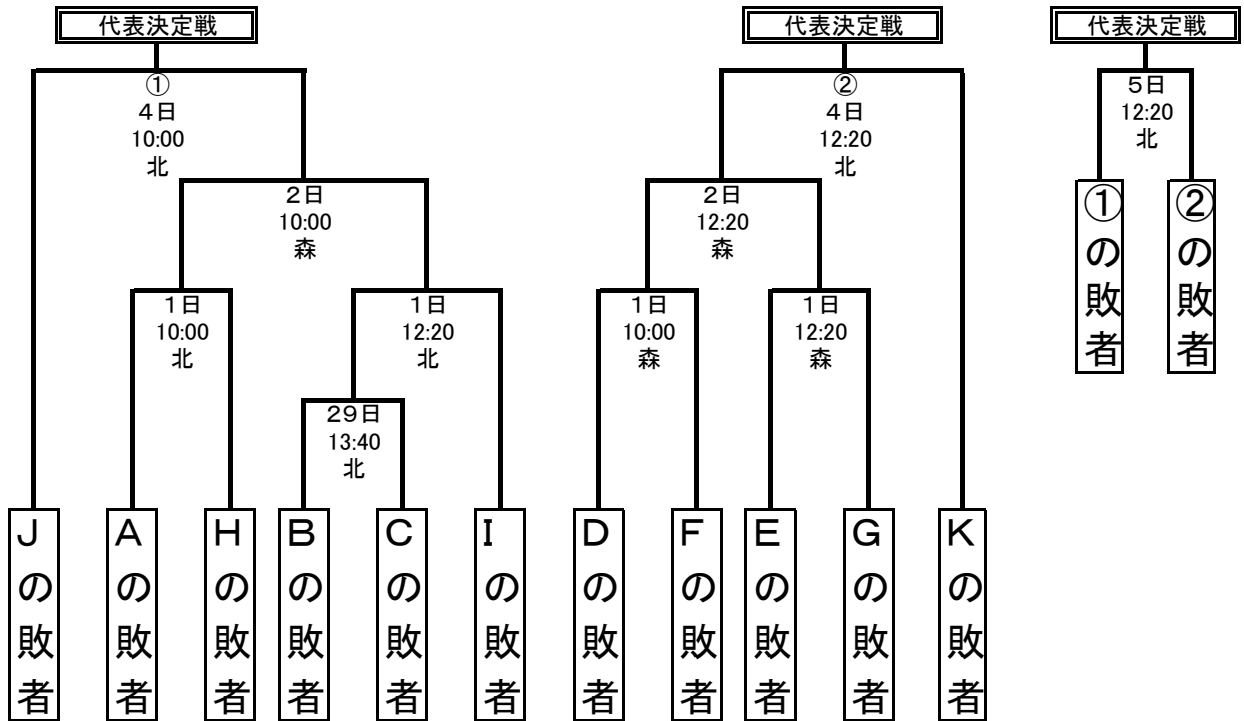 代表決定戦
①
4日
10:00
北
2日
10:00
森
1日
10:00
北
1日
12:20
北
29日
13:40
北
Jの敗者
Aの敗者
Hの敗者
Bの敗者
Cの敗者
Iの敗者
代表決定戦
②
4日
12:20
北
2日
12:20
森
1日
10:00
森
1日
12:20
森
Dの敗者
Fの敗者
Eの敗者
Gの敗者
Kの敗者
代表決定戦
5日
12:20
北
①の敗者
②の敗者